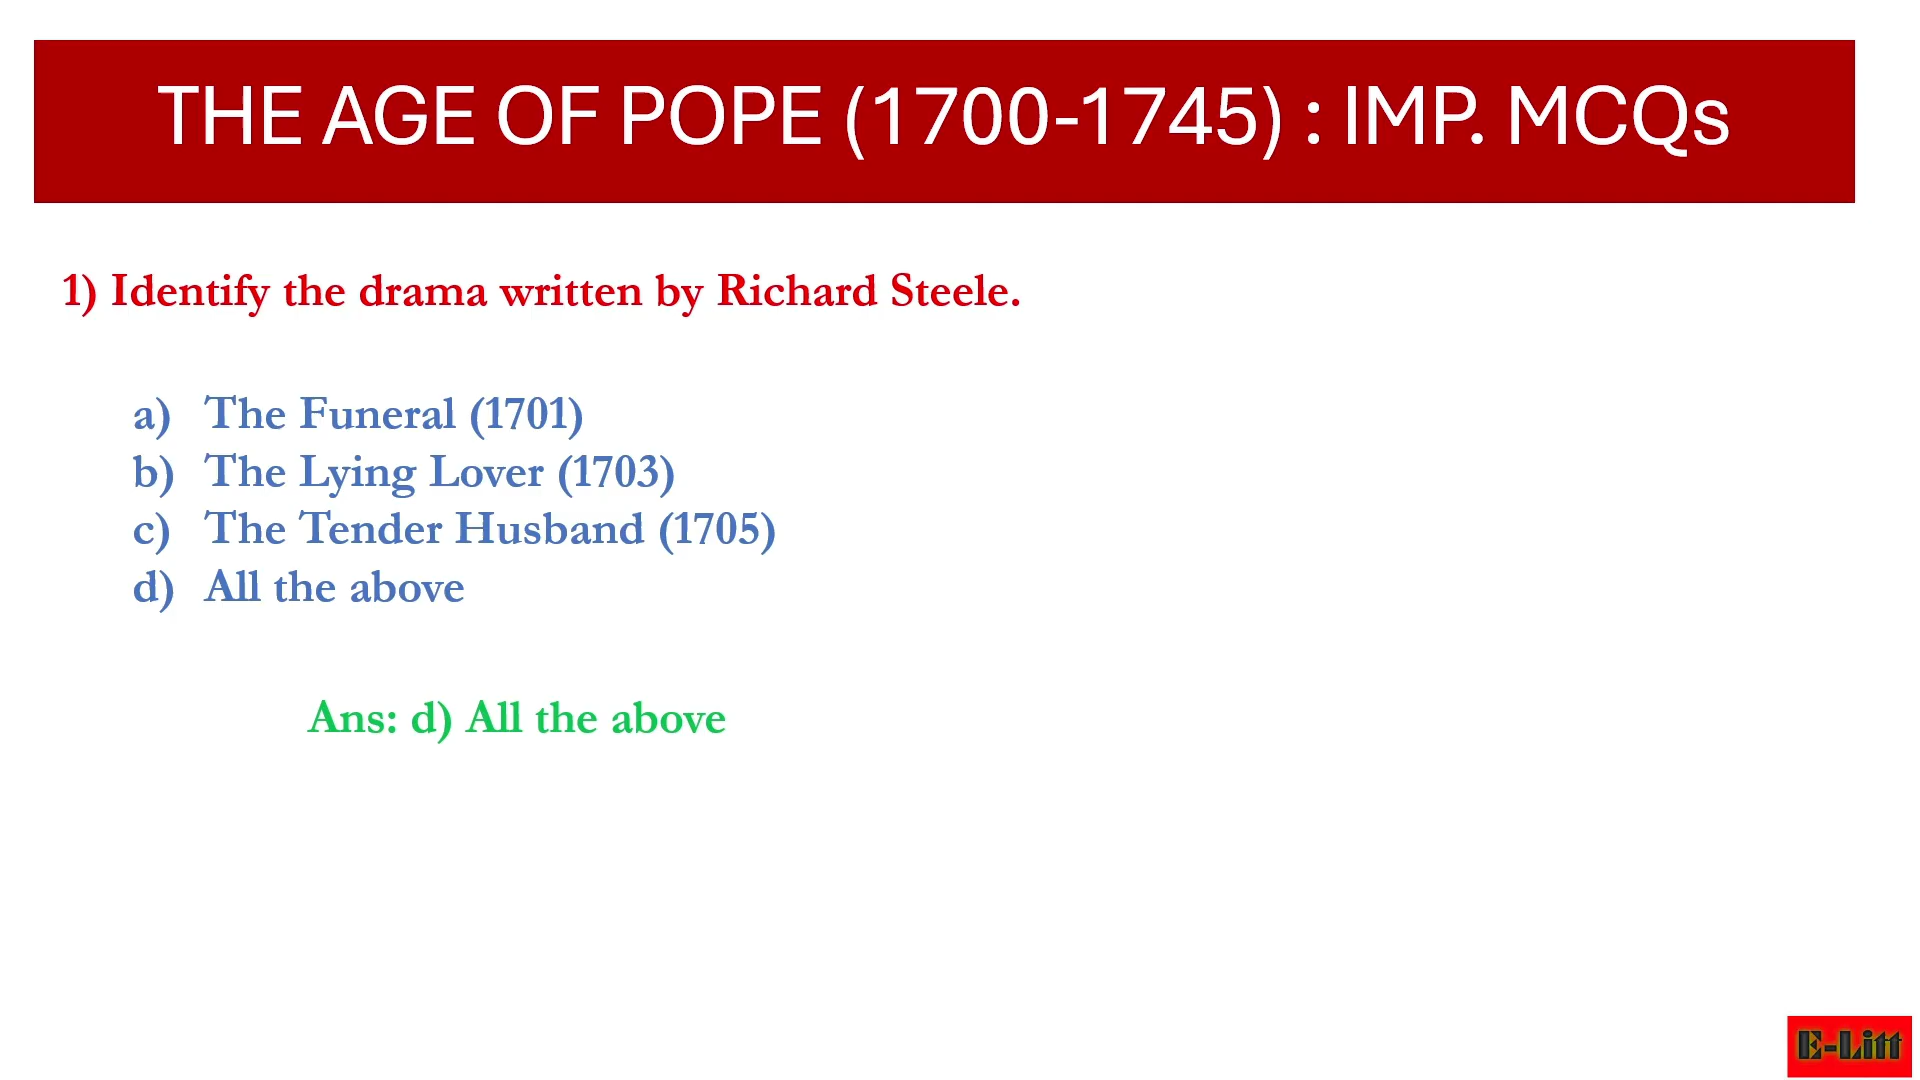 THE AGE OF POPE (1700-1745) : IMP. MCQs
1) Identify the drama written by Richard Steele.
a) The Funeral (1701)
b) The Lying Lover (1703)
c) The Tender Husband (1705)
d) All the above
Ans: d) All the above
E-Litt